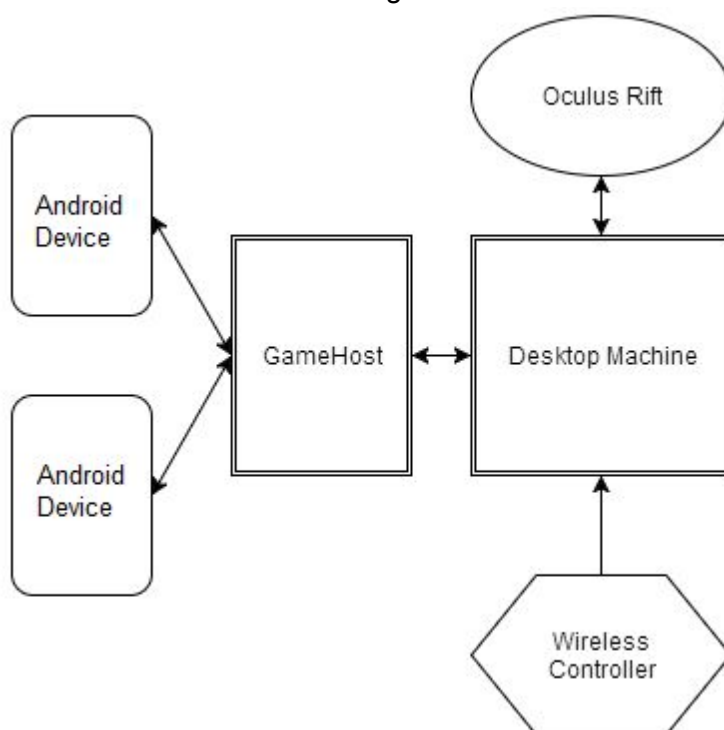 Oculus Rift
Android
Device
GameHost
Desktop Machine
Android
Device
Wireless
Controller